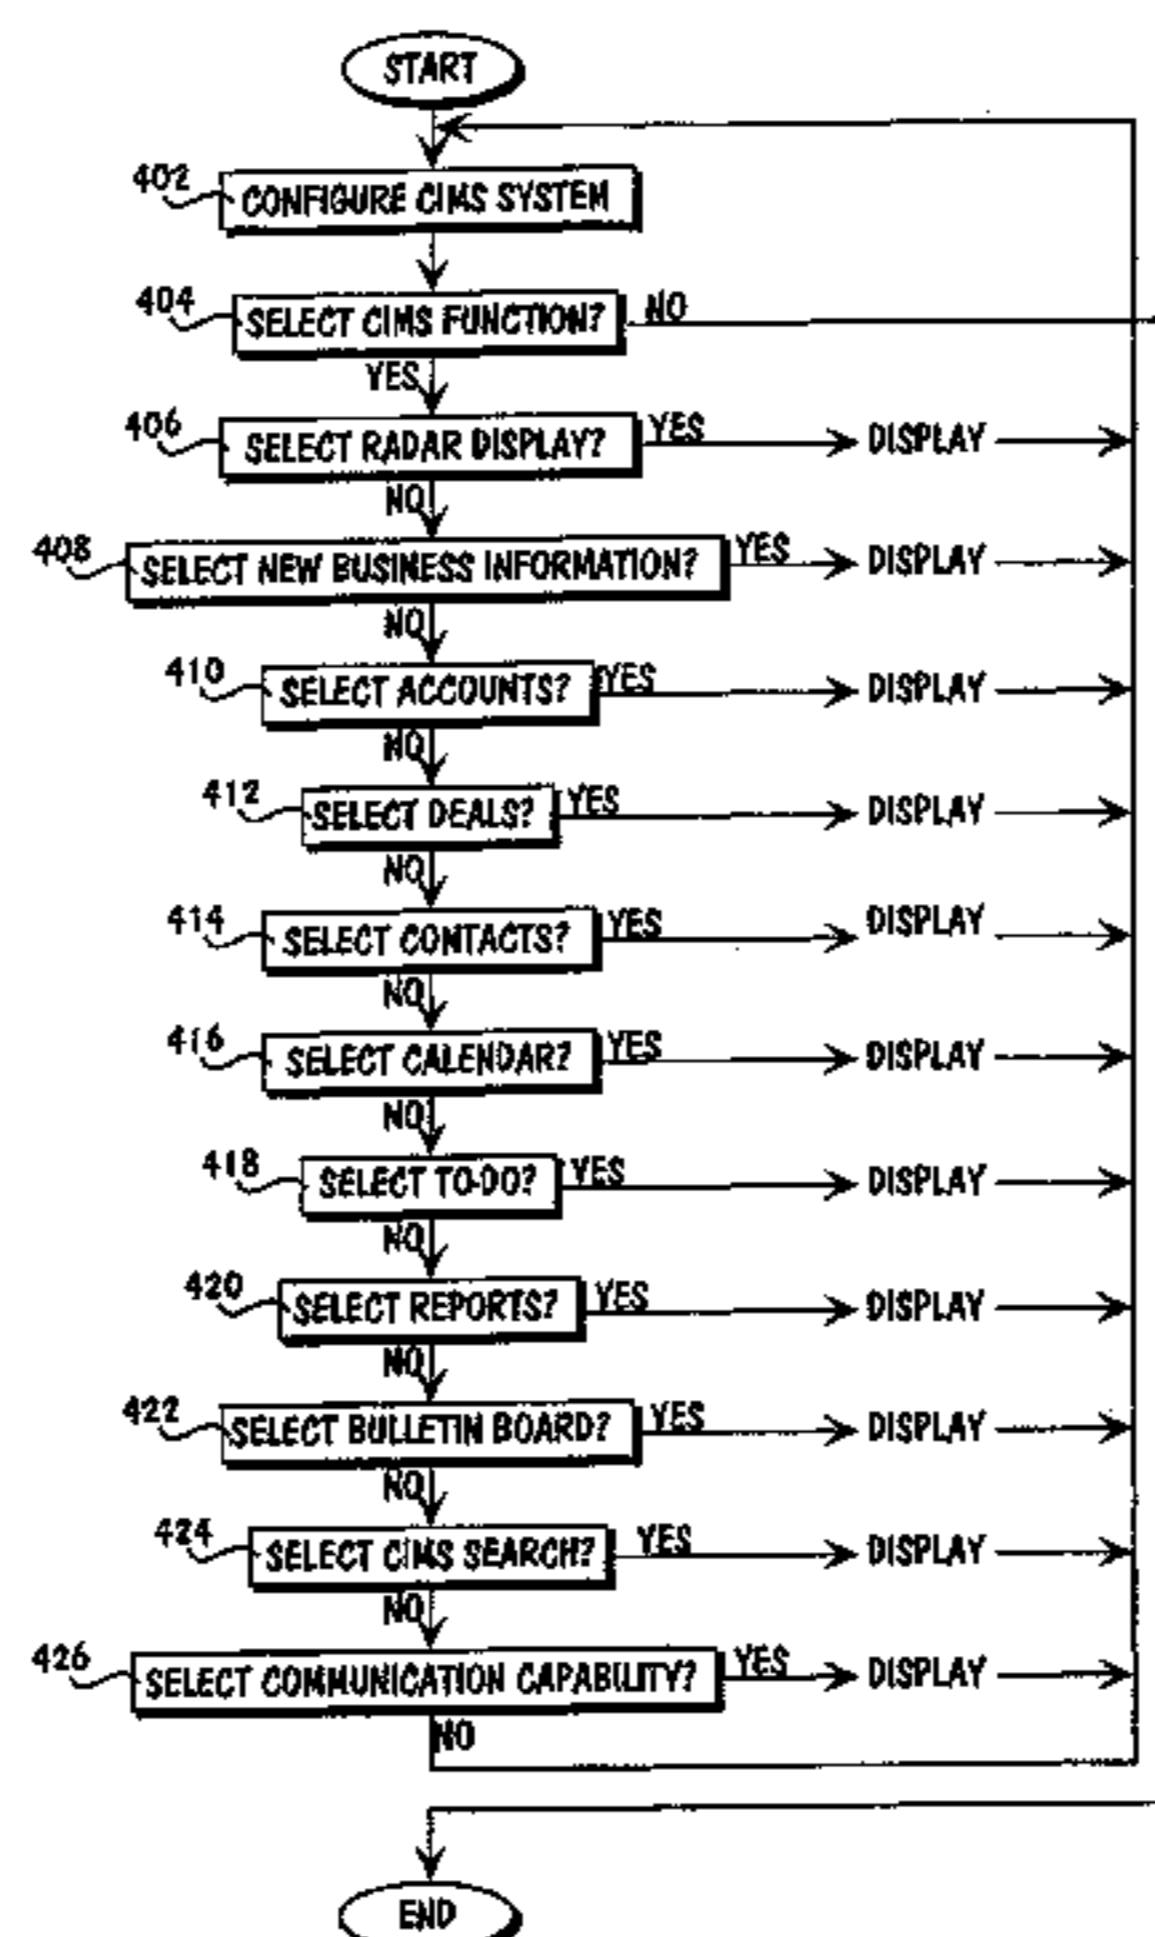 START
402 CONFIGURE CIMS SYSTEM
404 SELECT CIMS FUNCTION? NO
YES
406 SELECT RADAR DISPLAY? YES DISPLAY
NO
408 SELECT NEW BUSINESS INFORMATION? YES DISPLAY
NO
410 SELECT ACCOUNTS? YES DISPLAY
NO
412 SELECT DEALS? YES DISPLAY
NO
414 SELECT CONTACTS? YES DISPLAY
NO
416 SELECT CALENDAR? YES DISPLAY
NO
418 SELECT TO-DO? YES DISPLAY
NO
420 SELECT REPORTS? YES DISPLAY
NO
422 SELECT BULLETIN BOARD? YES DISPLAY
NO
424 SELECT CIMS SEARCH? YES DISPLAY
NO
426 SELECT COMMUNICATION CAPABILITY? YES DISPLAY
NO
END